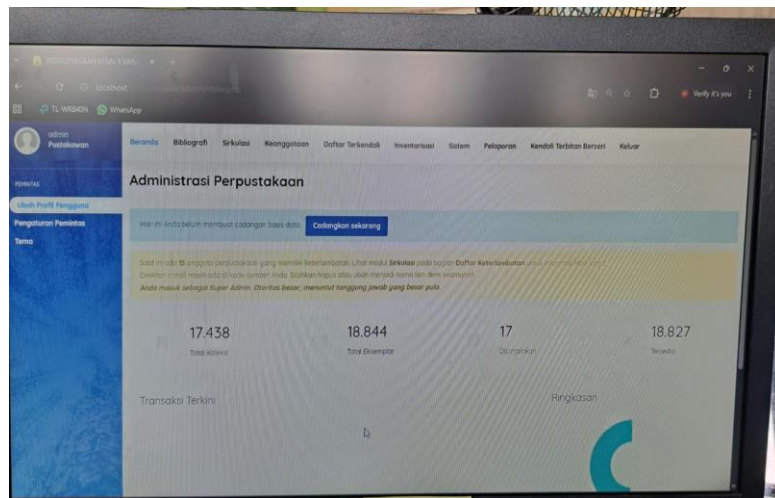 localhost
Verify it's you
TL-WR840N WhatsApp
admin
Pustakawan
Beranda Bibliografi Sirkulasi Keanggotaan Daftar Terkendali Inventarisasi Sistem Pelaporan Kendali Terbitan Berseri Keluar
Administrasi Perpustakaan
PEMINTAS
Ubah Profil Pengguna
Pengaturan Pemintas
Tema
Hari ini Anda belum membuat cadangan basis data. Cadangkan sekarang
Saat ini ada 15 anggota perpustakaan yang memiliki keterlambatan. Lihat modul Sirkulasi pada bagian Daftar Keterlambatan untuk
Direktori install masih ada di kode sumber Anda. Silahkan hapus atau ubah menjadi nama lain demi keamanan.
Anda masuk sebagai Super Admin. Otoritas besar, menuntut tanggung jawab yang besar pula.
17.438 18.844 17 18.827
Total Koleksi Total Eksemplar Dipinjamkan Tersedia
Transaksi Terkini Ringkasan